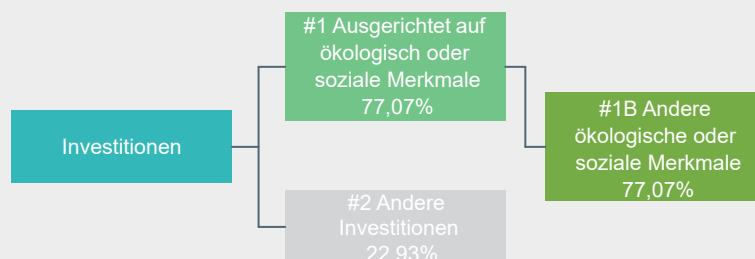 #1 Ausgerichtet auf
ökologisch oder
soziale Merkmale
77,07%
Investitionen
#1B Andere
ökologische oder
soziale Merkmale
77,07%
#2 Andere
Investitionen
22,93%